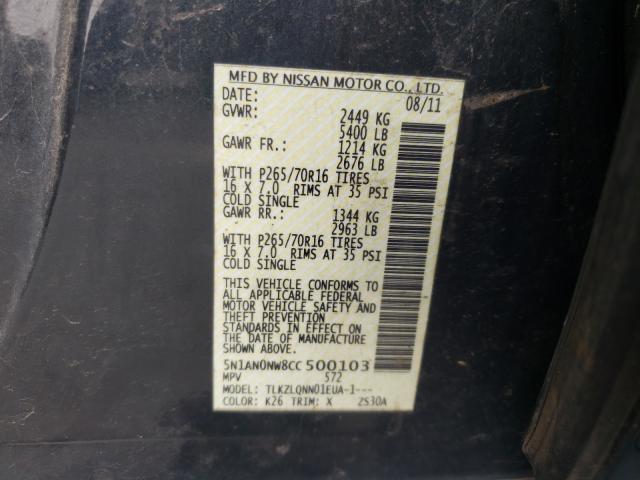 MFD BY NISSAN MOTOR CO., LTD.
DATE: 08/11
GVWR: 2449 KG
5400 LB
GAWR FR.: 1214 KG
2676 LB
WITH P265/70R16 TIRES
16 X 7.0 RIMS AT 35 PSI
COLD SINGLE
GAWR RR.: 1344 KG
2963 LB
WITH P265/70R16 TIRES
16 X 7.0 RIMS AT 35 PSI
COLD SINGLE
THIS VEHICLE CONFORMS TO
ALL APPLICABLE FEDERAL
MOTOR VEHICLE SAFETY AND
THEFT PREVENTION
STANDARDS IN EFFECT ON
THE DATE OF MANUFACTURE
SHOWN ABOVE.
5N1AN0NW8CC500103
MPV 572
MODEL: TLKZLQNN01EUA-1---
COLOR: K26 TRIM: X ZS30A